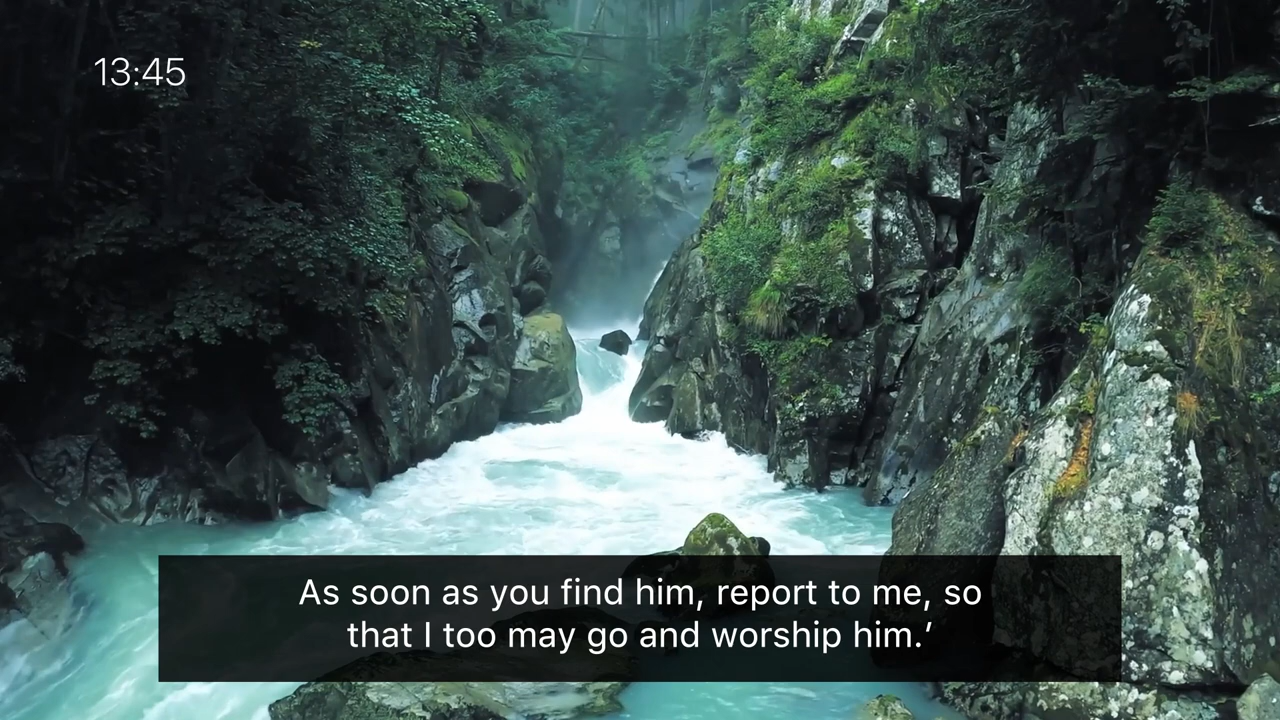 13:45
As soon as you find him, report to me, so
that I too may go and worship him.’